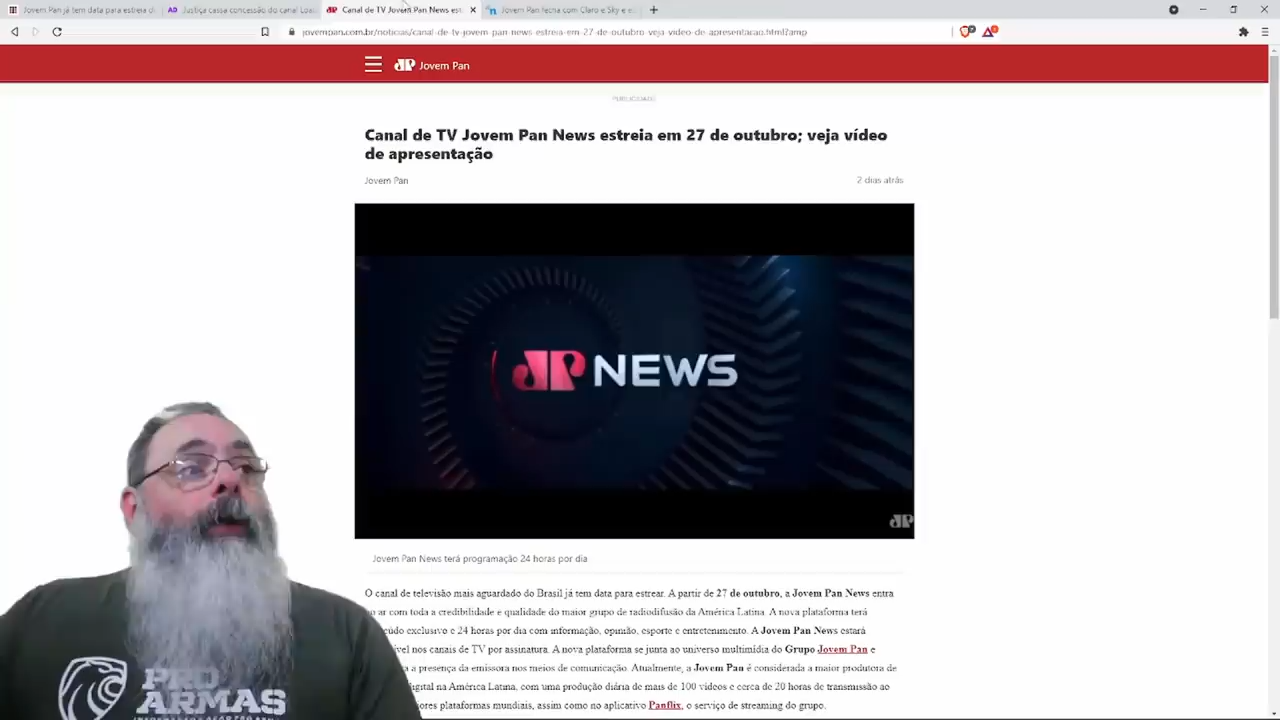 Jovem Pan já tem data para estreia d
Justiça cassa concessão do canal Loa
Canal de TV Jovem Pan News est
Jovem Pan fecha com Claro e Sky e e
jovempan.com.br/noticias/canal-de-tv-jovem-pan-news-estreia-em-27-de-outubro-veja-video-de-apresentacao.html?amp
JP Jovem Pan
PUBLICIDADE
Canal de TV Jovem Pan News estreia em 27 de outubro; veja vídeo
de apresentação
Jovem Pan
2 dias atrás
JP NEWS
JP
Jovem Pan News terá programação 24 horas por dia
O canal de televisão mais aguardado do Brasil já tem data para estrear. A partir de 27 de outubro, a Jovem Pan News entra
no ar com toda a credibilidade e qualidade do maior grupo de radiodifusão da América Latina. A nova plataforma terá
eúdo exclusivo e 24 horas por dia com informação, opinião, esporte e entretenimento. A Jovem Pan News estará
ível nos canais de TV por assinatura. A nova plataforma se junta ao universo multimídia do Grupo Jovem Pan e
a a presença da emissora nos meios de comunicação. Atualmente, a Jovem Pan é considerada a maior produtora de
igital na América Latina, com uma produção diária de mais de 100 vídeos e cerca de 20 horas de transmissão ao
ores plataformas mundiais, assim como no aplicativo Panflix, o serviço de streaming do grupo.
ARMAS